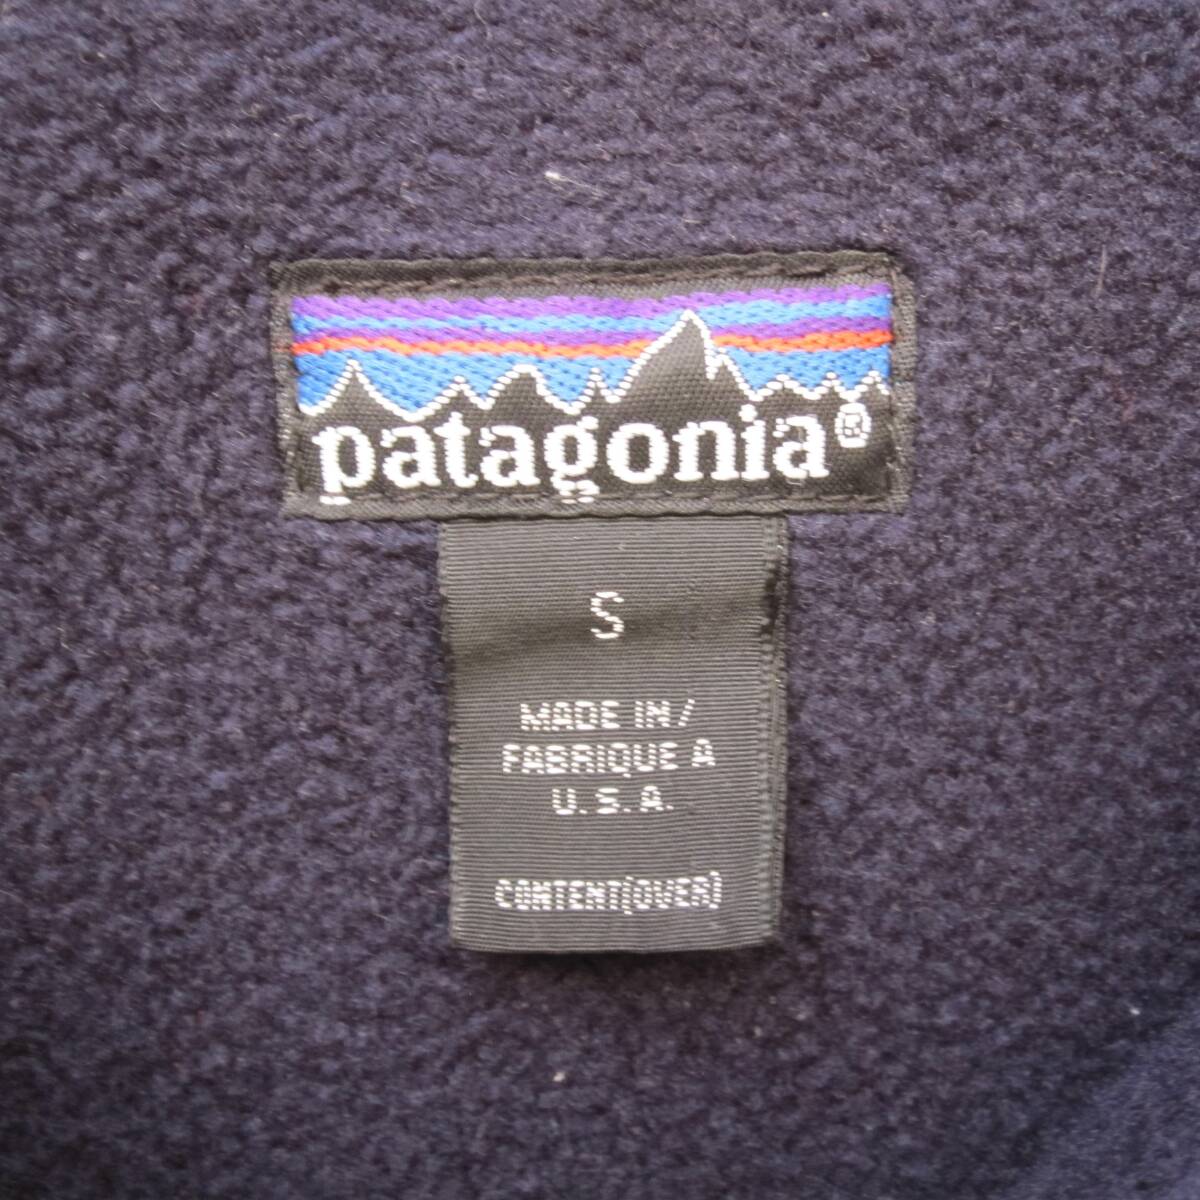 patagonia®
S
MADE IN /
FABRIQUE A
U.S.A.
CONTENT(OVER)